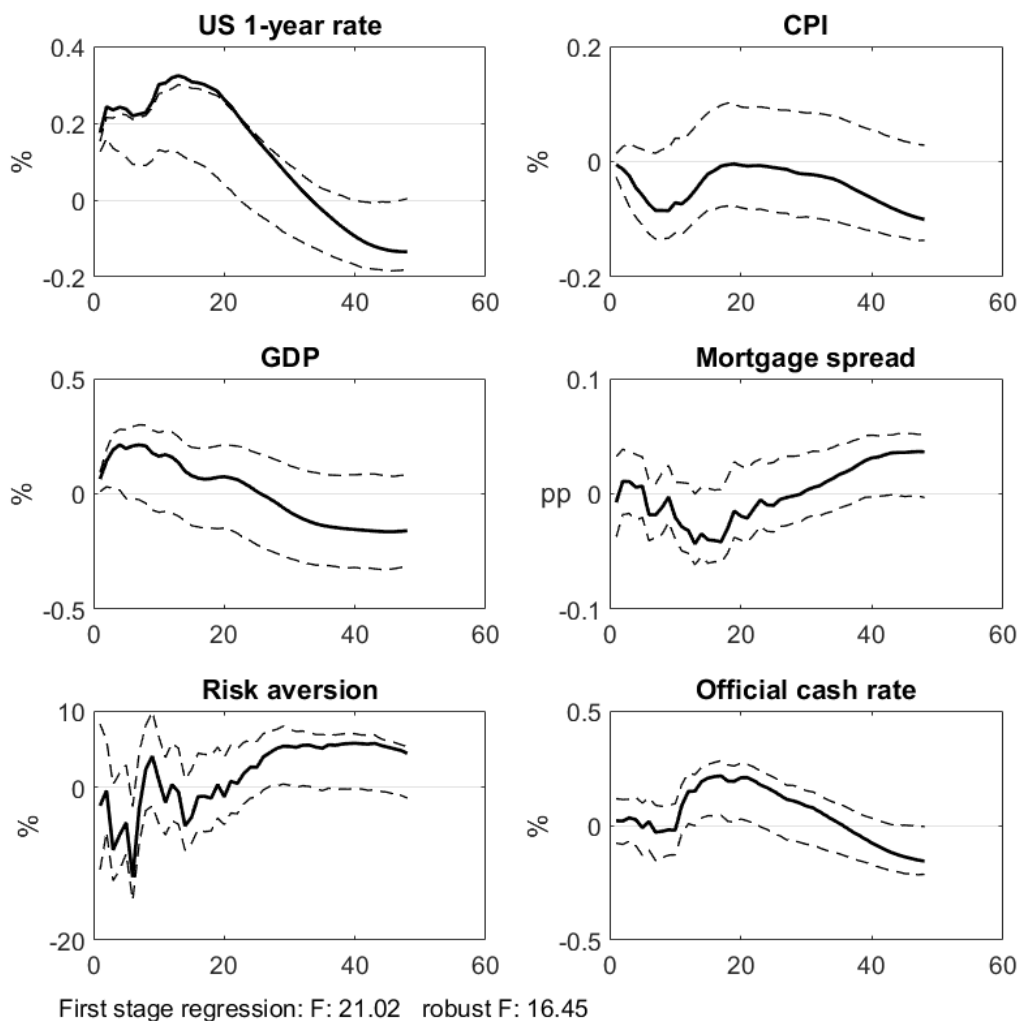 US 1-year rate
CPI
0.4
0.2
0
-0.2
%
0 20 40 60
0.2
0
-0.2
%
0 20 40 60
GDP
Mortgage spread
0.5
0
-0.5
%
0 20 40 60
0.1
0
-0.1
pp
0 20 40 60
Risk aversion
Official cash rate
10
0
-20
%
0 20 40 60
0.5
0
-0.5
%
0 20 40 60
First stage regression: F: 21.02 robust F: 16.45